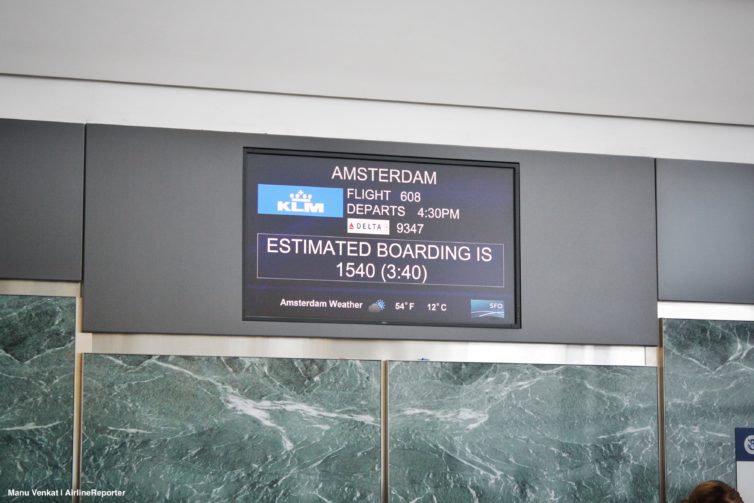 AMSTERDAM
KLM
FLIGHT 608
DEPARTS 4:30PM
DELTA 9347
ESTIMATED BOARDING IS
1540 (3:40)
Amsterdam Weather 54°F 12°C
SFO
Manu Venkat | AirlineReporter